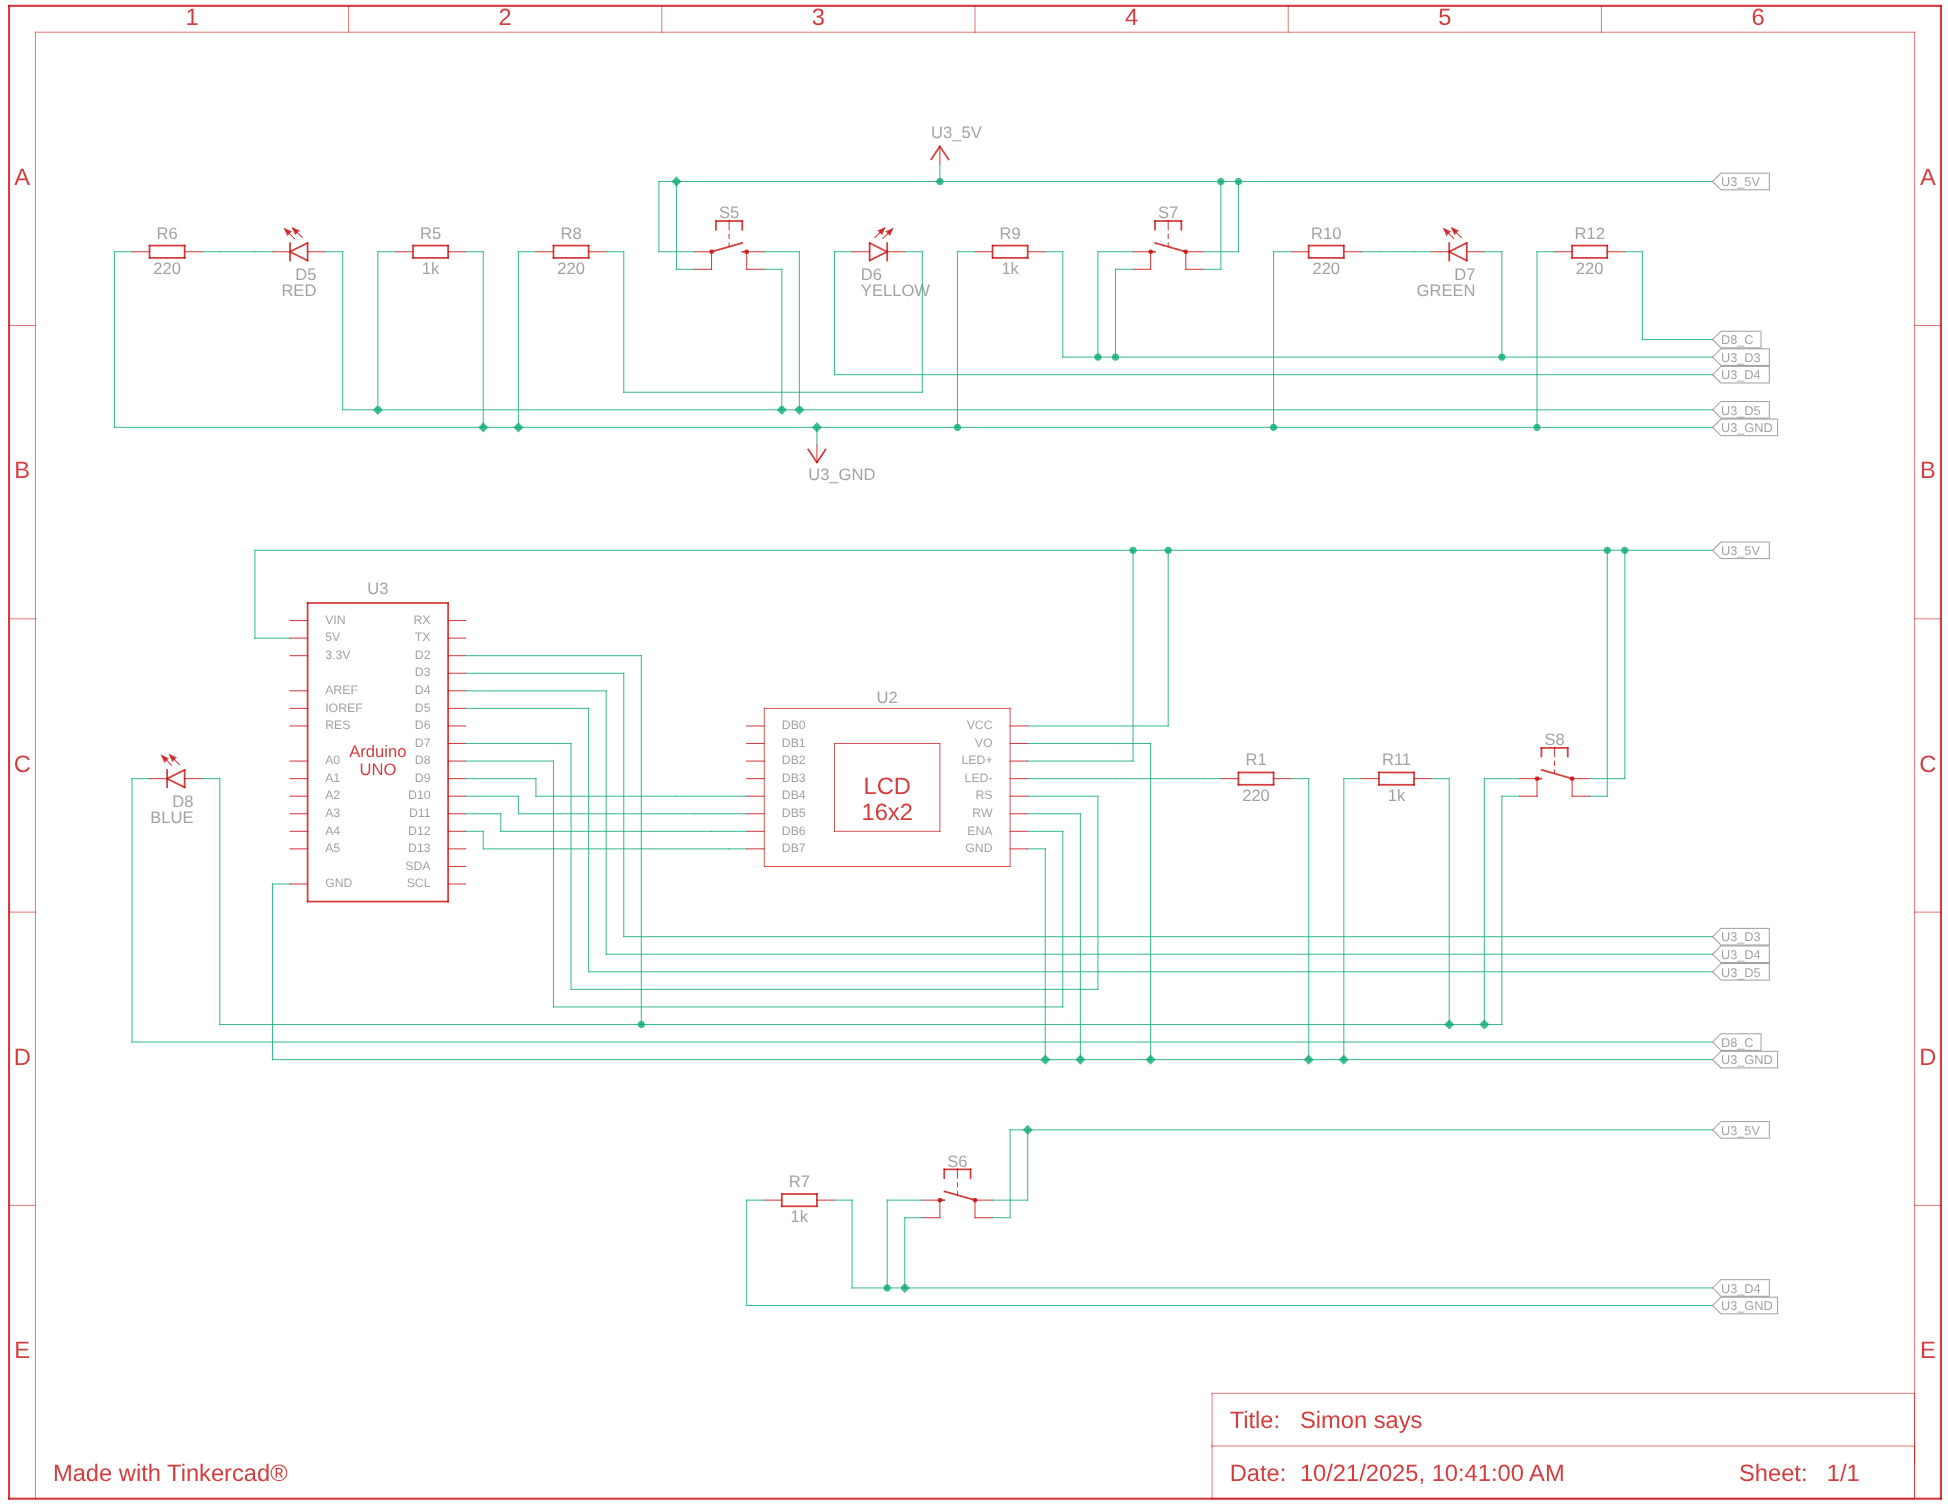 1 2 3 4 5 6
U3_5V
A A
U3_5V
S5 S7
R6 R5 R8 R9 R10 R12
220 1k 220 1k 220 220
D5 D6 D7
RED YELLOW GREEN
D8_C
U3_D3
U3_D4
U3_D5
U3_GND
B B
U3_GND
U3_5V
U3
VIN RX
5V TX
3.3V D2
D3
AREF D4
IOREF D5
RES D6
D7
A0 D8
A1 D9
A2 D10
A3 D11
A4 D12
A5 D13
SDA
GND SCL
Arduino
UNO
U2
DB0 VCC
DB1 VO
DB2 LED+
DB3 LED-
DB4 RS
DB5 RW
DB6 ENA
DB7 GND
LCD
16x2
C C
R1 R11 S8
220 1k
D8
BLUE
U3_D3
U3_D4
U3_D5
D D
D8_C
U3_GND
U3_5V
S6
R7
1k
U3_D4
U3_GND
E E
Title: Simon says
Made with Tinkercad®
Date: 10/21/2025, 10:41:00 AM Sheet: 1/1